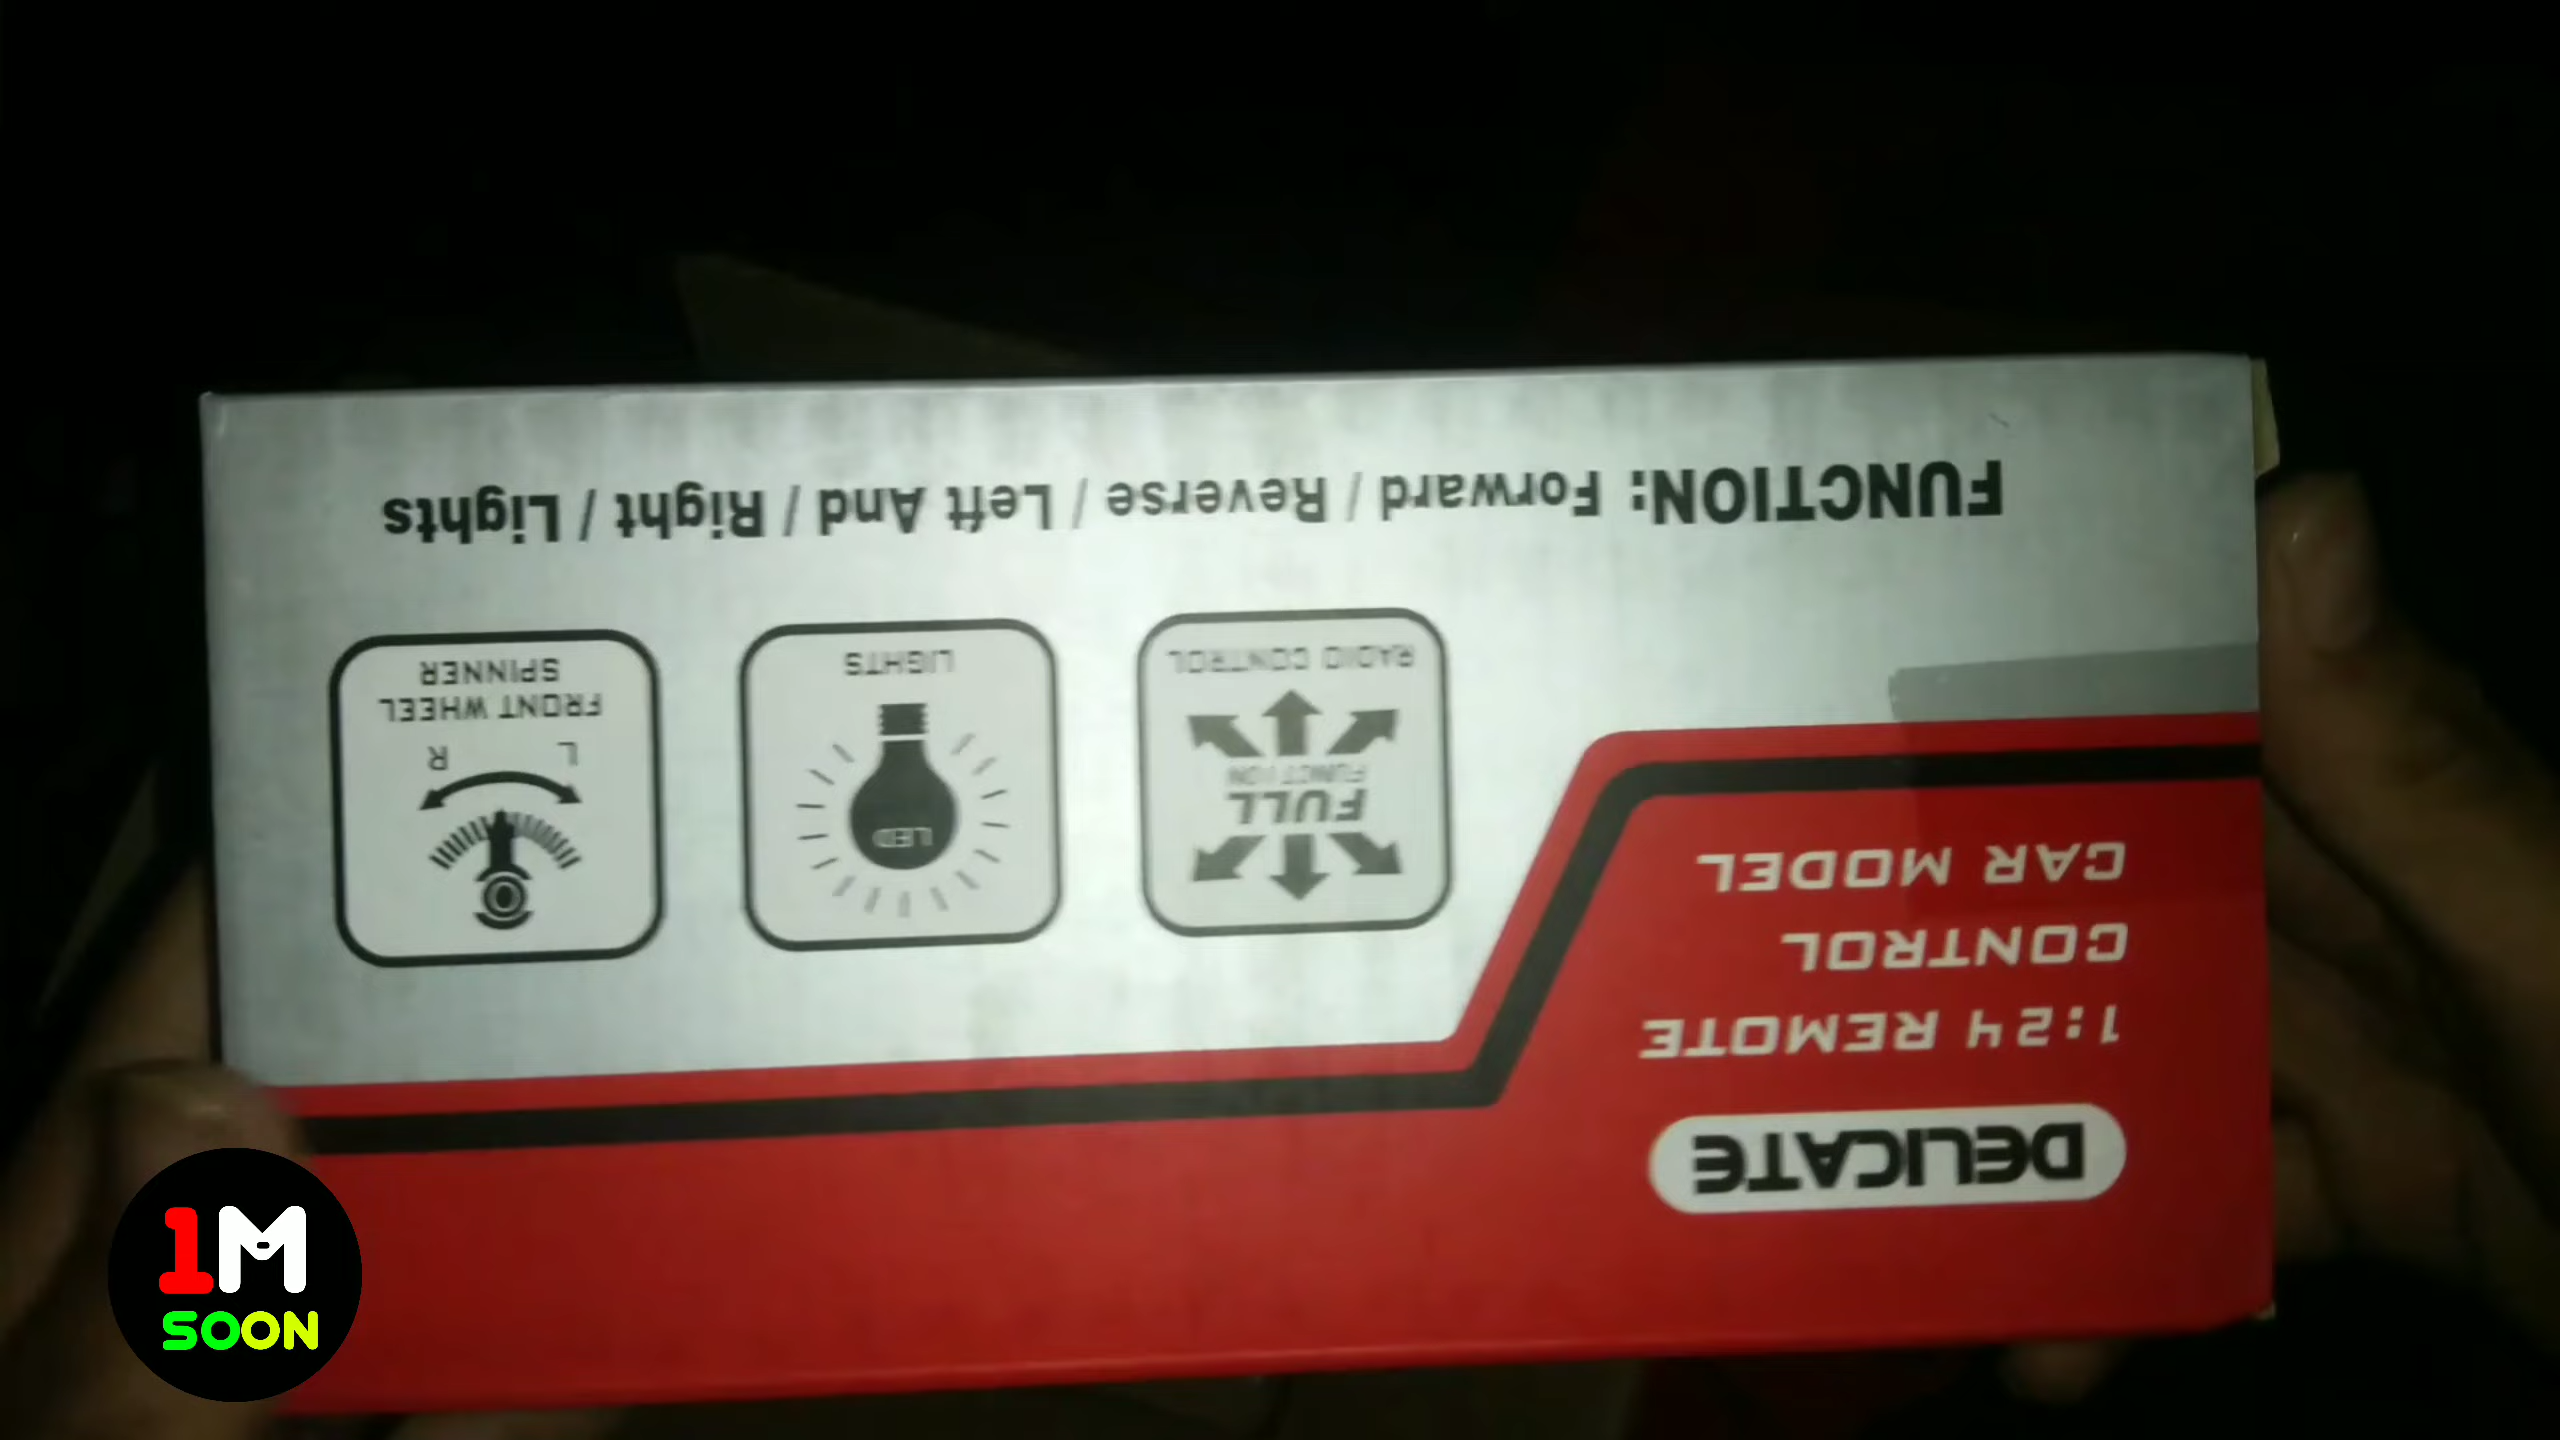 DELICATE
1:24 REMOTE
CONTROL
CAR MODEL
FULL
FUNCTION
RADIO CONTROL
LED
LIGHTS
L R
FRONT WHEEL
SPINNER
FUNCTION: Forward / Reverse / Left And / Right / Lights
1M
SOON